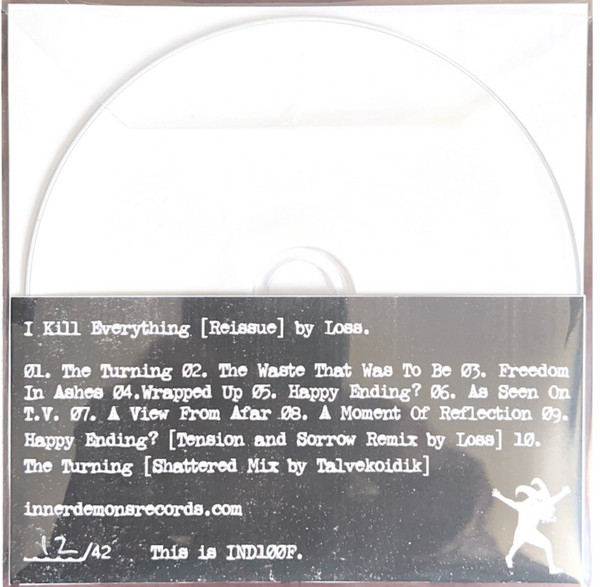 I Kill Everything [Reissue] by Loss.
01. The Turning 02. The Waste That Was To Be 03. Freedom
In Ashes 04.Wrapped Up 05. Happy Ending? 06. As Seen On
T.V. 07. A View From Afar 08. A Moment Of Reflection 09.
Happy Ending? [Tension and Sorrow Remix by Loss] 10.
The Turning [Shattered Mix by Talvekoidik]
innerdemonsrecords.com
12/42 This is IND100F.